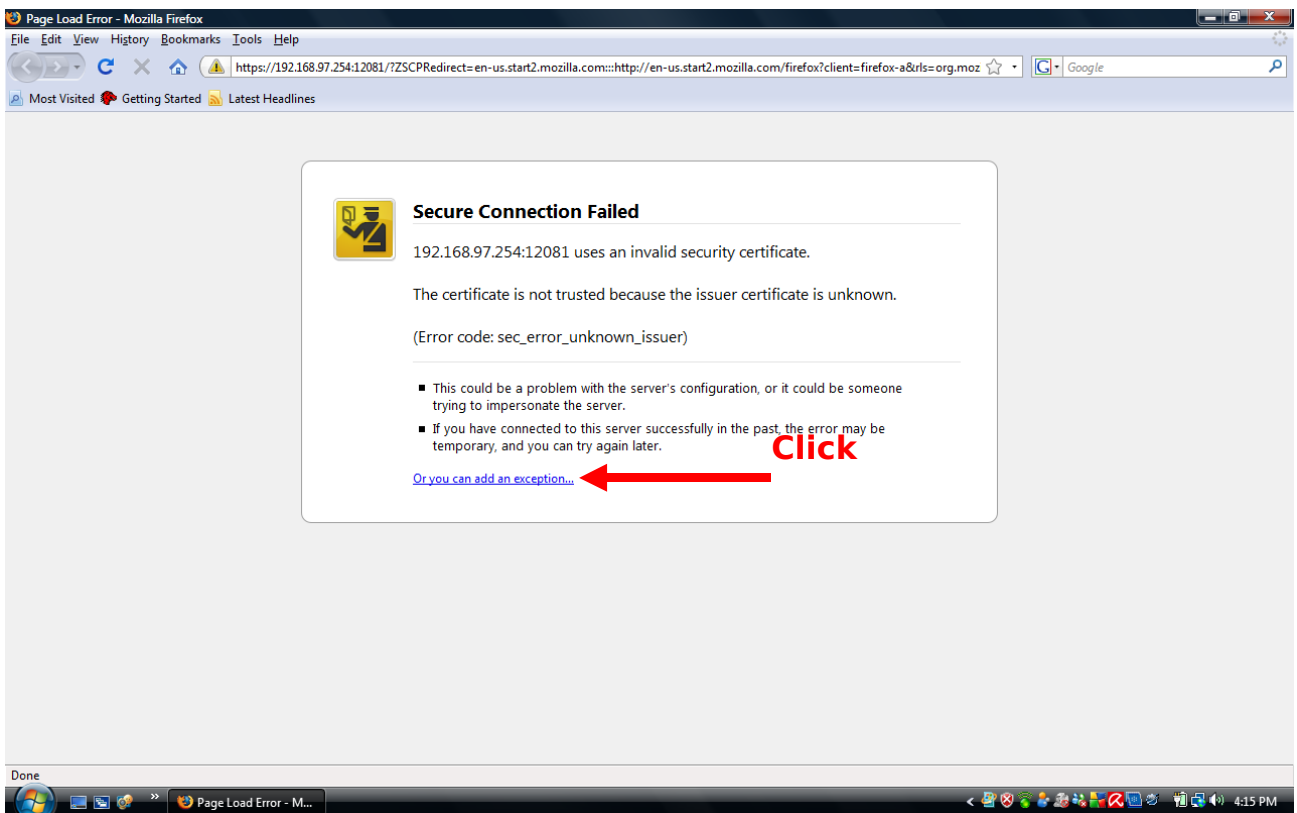 Page Load Error - Mozilla Firefox
File Edit View History Bookmarks Tools Help
https://192.168.97.254:12081/?ZSCPRedirect=en-us.start2.mozilla.com:::http://en-us.start2.mozilla.com/firefox?client=firefox-a&rls=org.moz
G Google
Most Visited Getting Started Latest Headlines
Secure Connection Failed
192.168.97.254:12081 uses an invalid security certificate.
The certificate is not trusted because the issuer certificate is unknown.
(Error code: sec_error_unknown_issuer)
This could be a problem with the server's configuration, or it could be someone
trying to impersonate the server.
If you have connected to this server successfully in the past, the error may be
temporary, and you can try again later.
Click
Or you can add an exception...
Done
Page Load Error - M...
4:15 PM